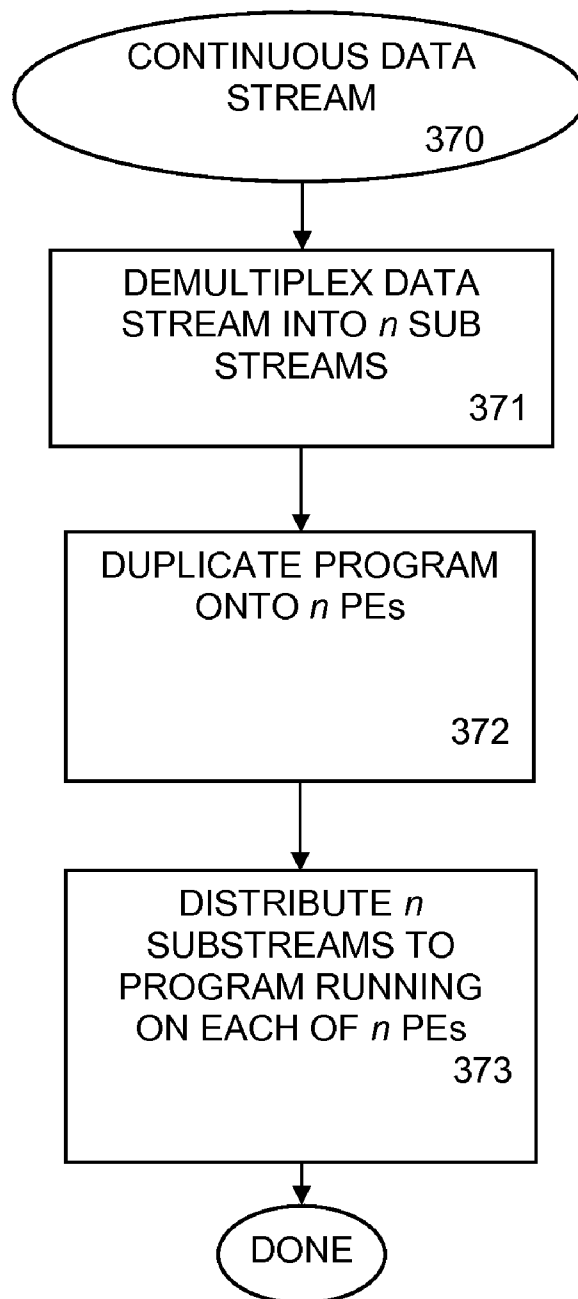 CONTINUOUS DATA
STREAM
370
DEMULTIPLEX DATA
STREAM INTO n SUB
STREAMS
371
DUPLICATE PROGRAM
ONTO n PEs
372
DISTRIBUTE n
SUBSTREAMS TO
PROGRAM RUNNING
ON EACH OF n PEs
373
DONE